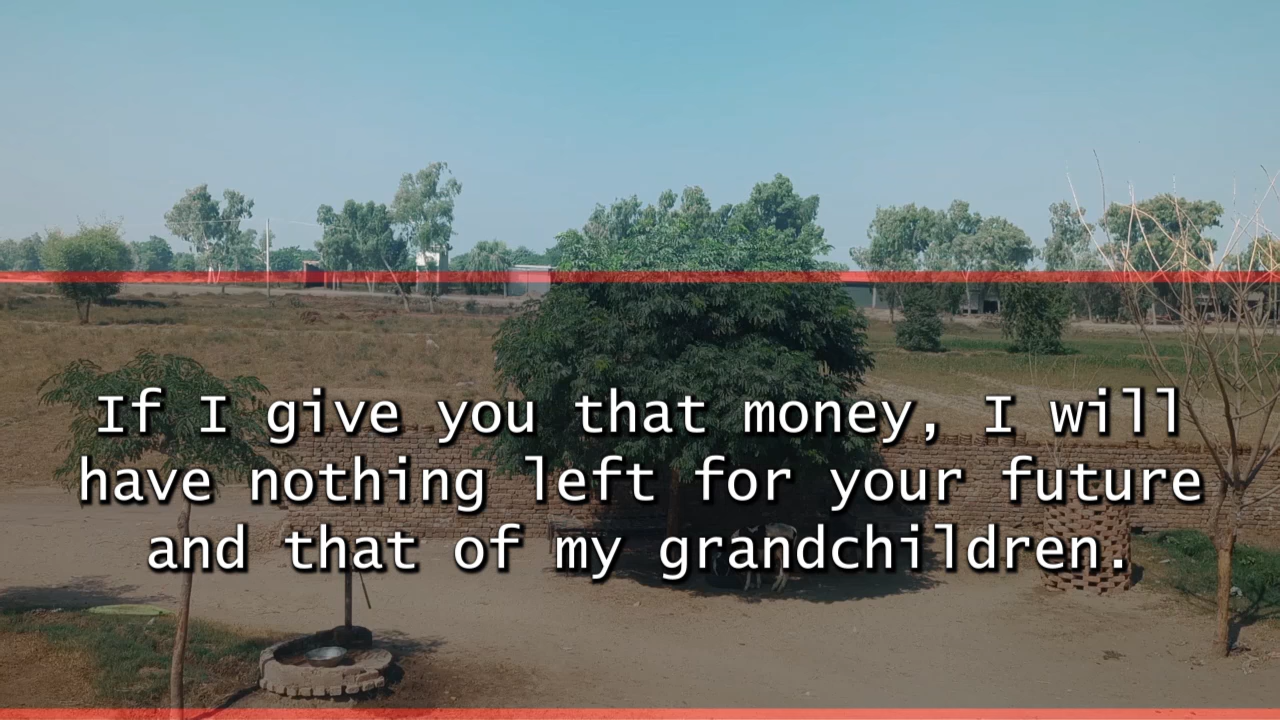 If I give you that money, I will
have nothing left for your future
and that of my grandchildren.